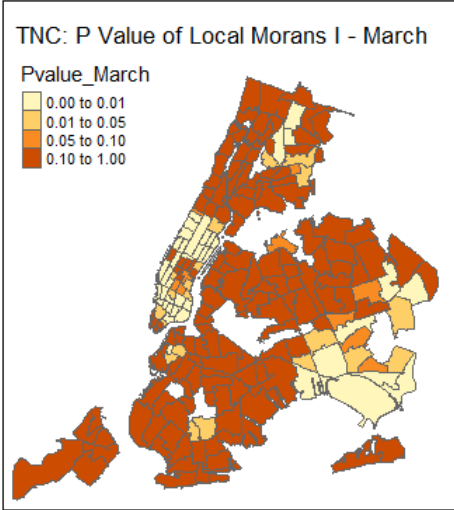 TNC: P Value of Local Morans I - March
Pvalue_March
0.00 to 0.01
0.01 to 0.05
0.05 to 0.10
0.10 to 1.00